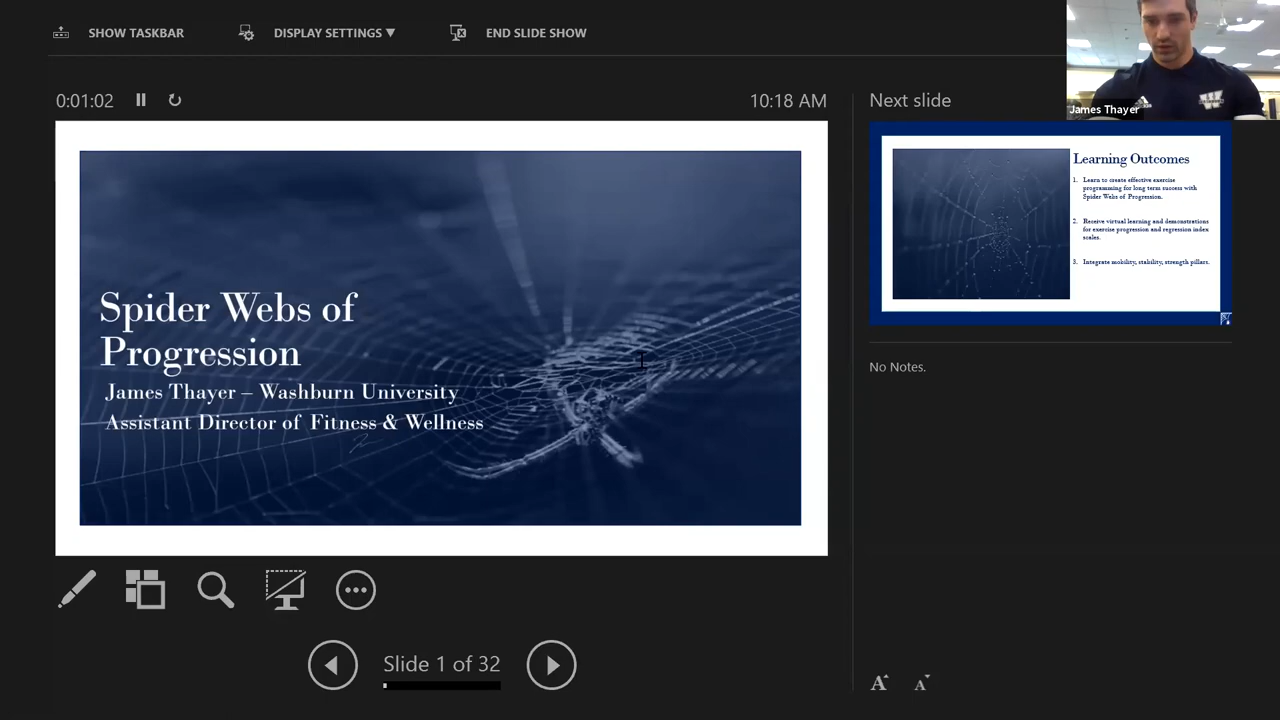 SHOW TASKBAR
DISPLAY SETTINGS ▼
END SLIDE SHOW
0:01:02
10:18 AM
Next slide
James Thayer
Spider Webs of
Progression
James Thayer – Washburn University
Assistant Director of Fitness & Wellness
Learning Outcomes
1. Learn to create effective exercise
programming for long term success with
Spider Webs of Progression.
2. Receive virtual learning and demonstrations
for exercise progression and regression index
scales.
3. Integrate mobility, stability, strength pillars.
No Notes.
Slide 1 of 32
A A